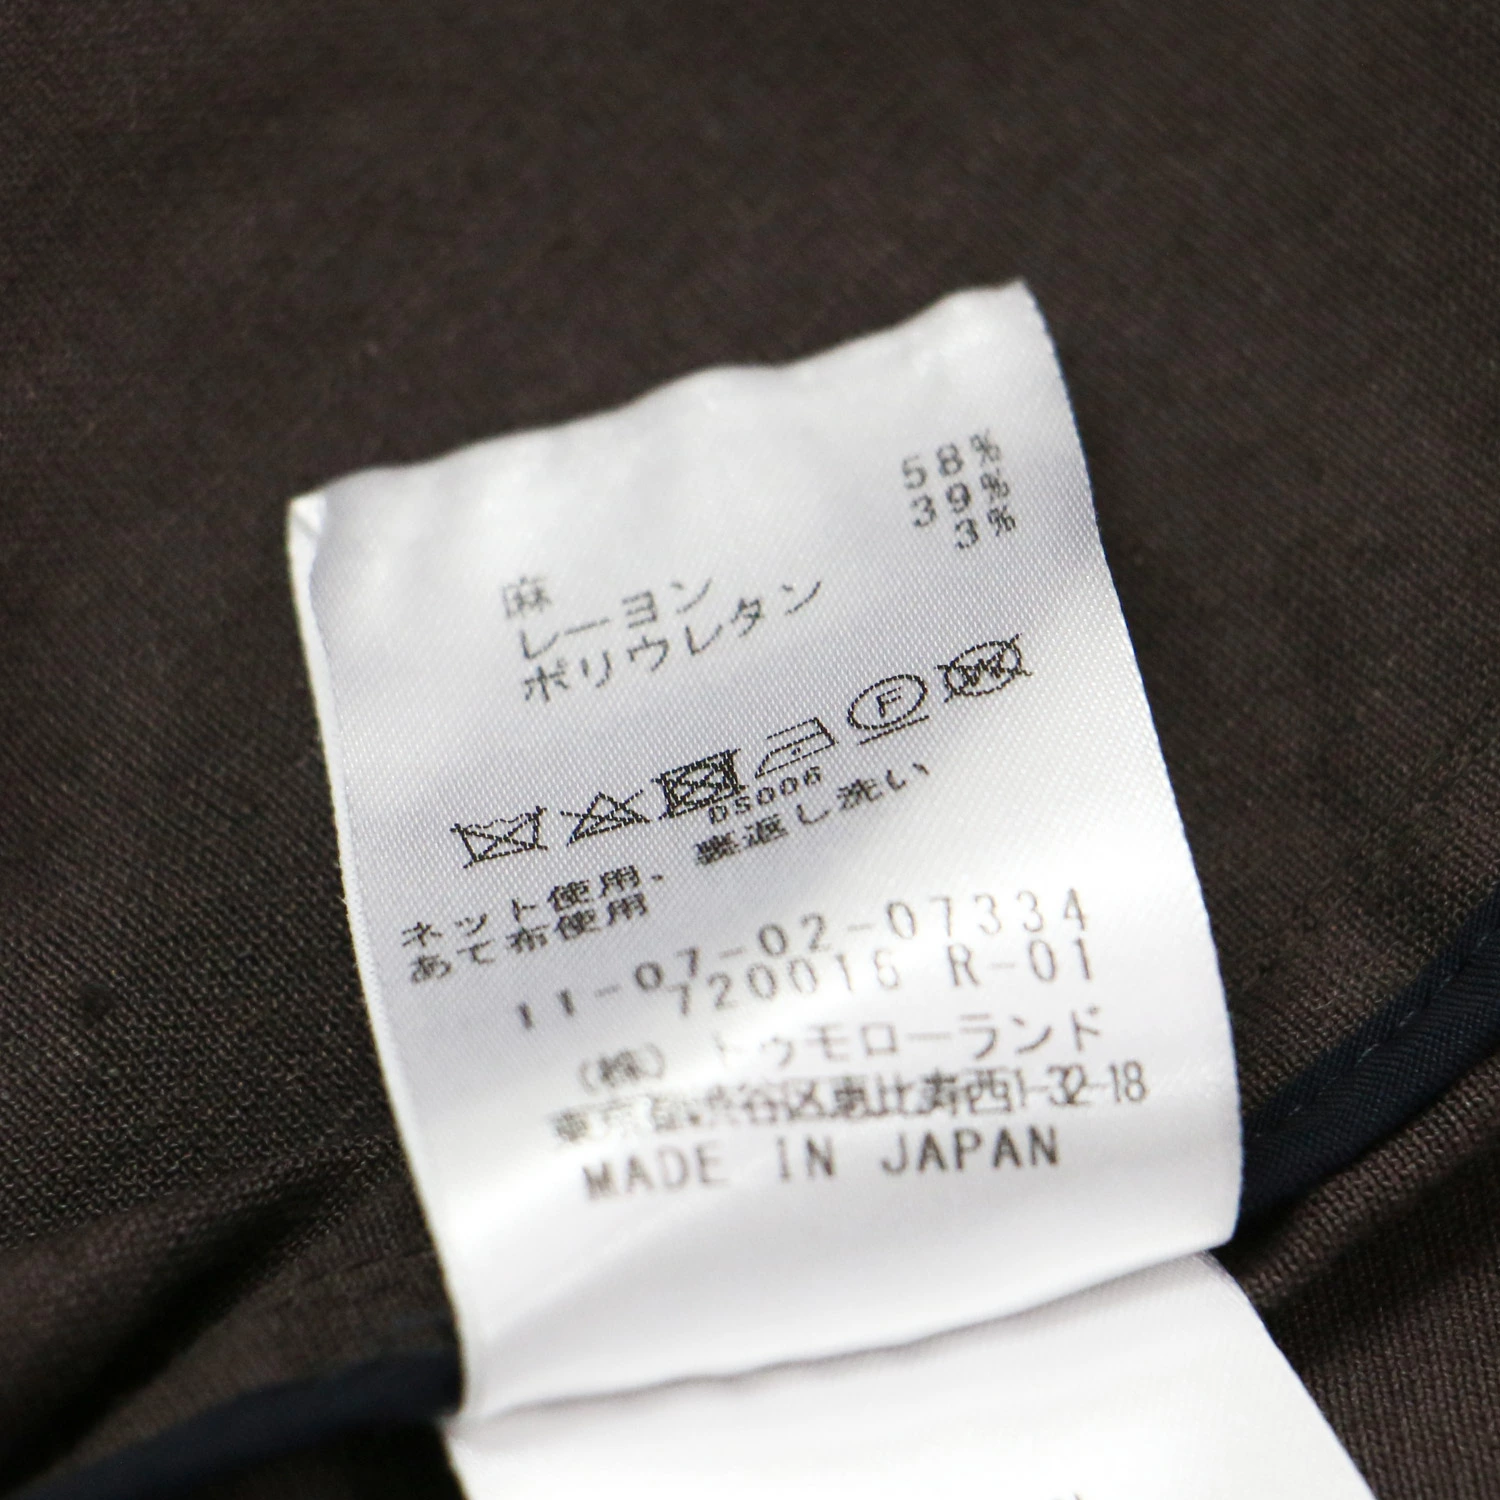 麻 58%
レーヨン 39%
ポリウレタン 3%
F
W
DS006
ネット使用、裏返し洗い
あて布使用
11-07-02-07334
720016 R-01
(株) トゥモローランド
東京都渋谷区恵比寿西1-32-18
MADE IN JAPAN